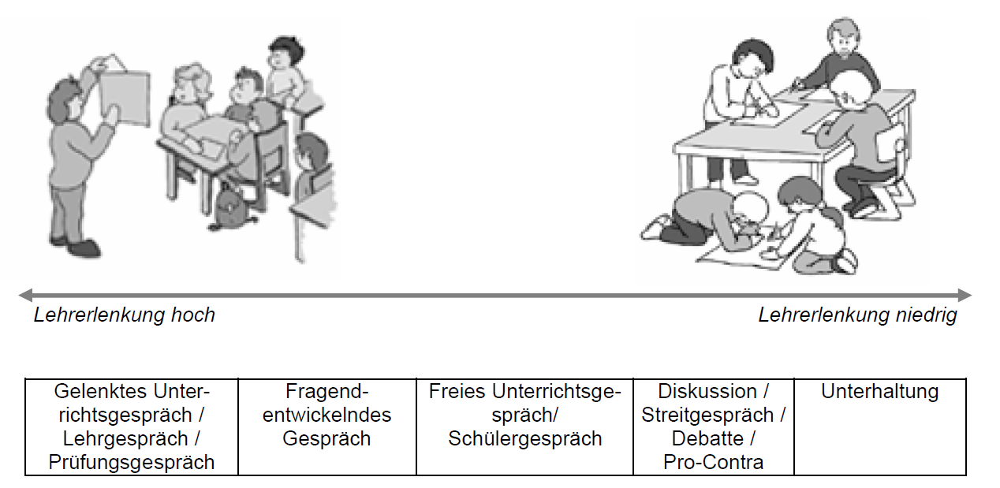 Lehrerlenkung hoch
Lehrerlenkung niedrig
Gelenktes Unter-
richtsgespräch /
Lehrgespräch /
Prüfungsgespräch
Fragend-
entwickelndes
Gespräch
Freies Unterrichtsge-
spräch/
Schülergespräch
Diskussion /
Streitgespräch /
Debatte /
Pro-Contra
Unterhaltung